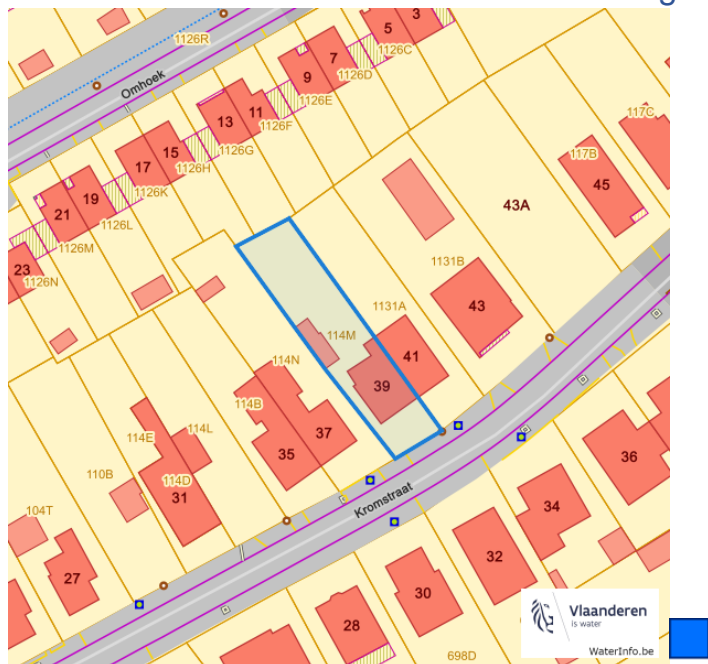 1126R
5
3
1126C
7
9
1126D
Omhoek
1126E
13
11
1126F
117C
17
15
1126G
1126H
117B
45
1126K
21
19
43A
1126L
1126M
23
1126N
1131B
1131A
43
114M
41
114N
39
114B
37
114E
114L
35
36
110B
114D
31
Kromstraat
34
104T
32
27
30
28
698D
Vlaanderen
is water
WaterInfo.be